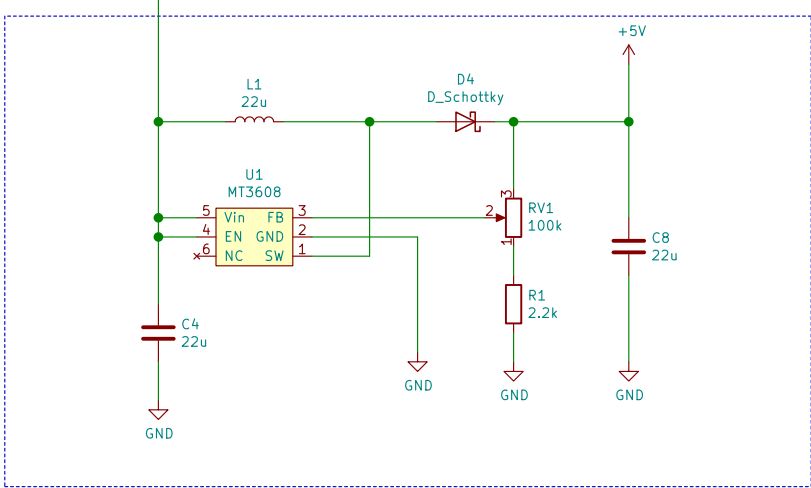 +5V
L1
22u
D4
D_Schottky
U1
MT3608
5 Vin FB 3
4 EN GND 2
6 NC SW 1
3
2
1
RV1
100k
C8
22u
R1
2.2k
C4
22u
GND
GND
GND
GND